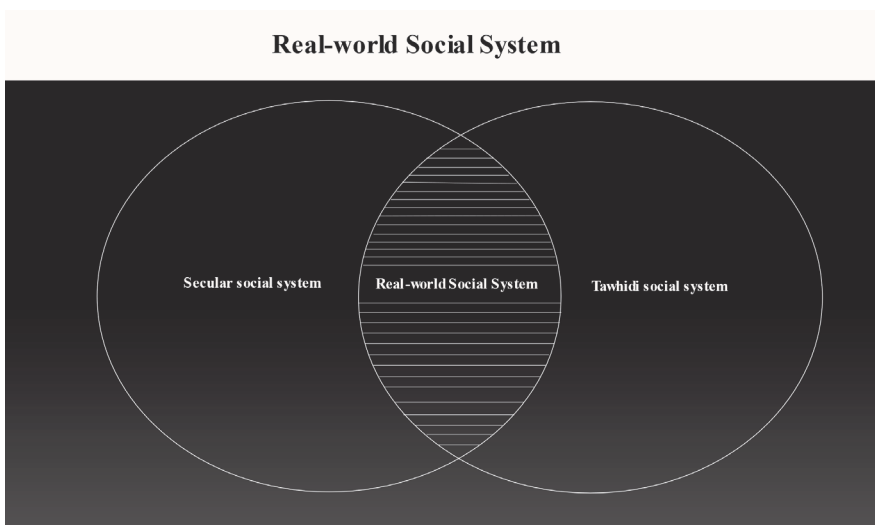 Real-world Social System
Secular social system
Real-world Social System
Tawhidi social system